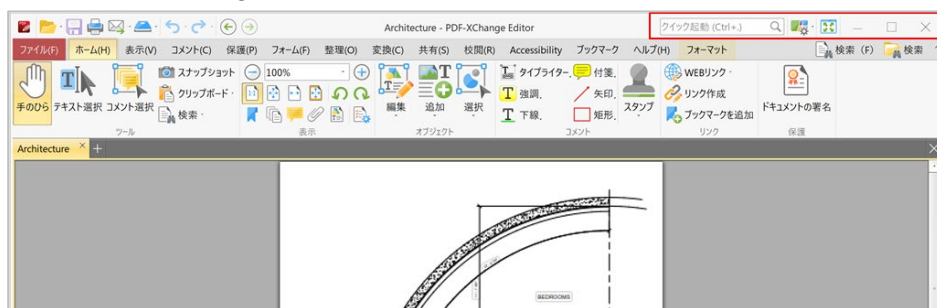 Architecture - PDF-XChange Editor
クイック起動 (Ctrl+.)
ファイル(F) ホーム(H) 表示(V) コメント(C) 保護(P) フォーム(F) 整理(O) 変換(C) 共有(S) 校閲(R) Accessibility ブックマーク ヘルプ(H) フォーマット 検索 (F) 検索
手のひら テキスト選択 コメント選択
スナップショット
クリップボード
検索
ツール
100%
表示
編集 追加 選択
オブジェクト
タイプライター 付箋
強調 矢印
下線 矩形
スタンプ
コメント
WEBリンク
リンク作成
ブックマークを追加
リンク
ドキュメントの署名
保護
Architecture
BEDROOMS